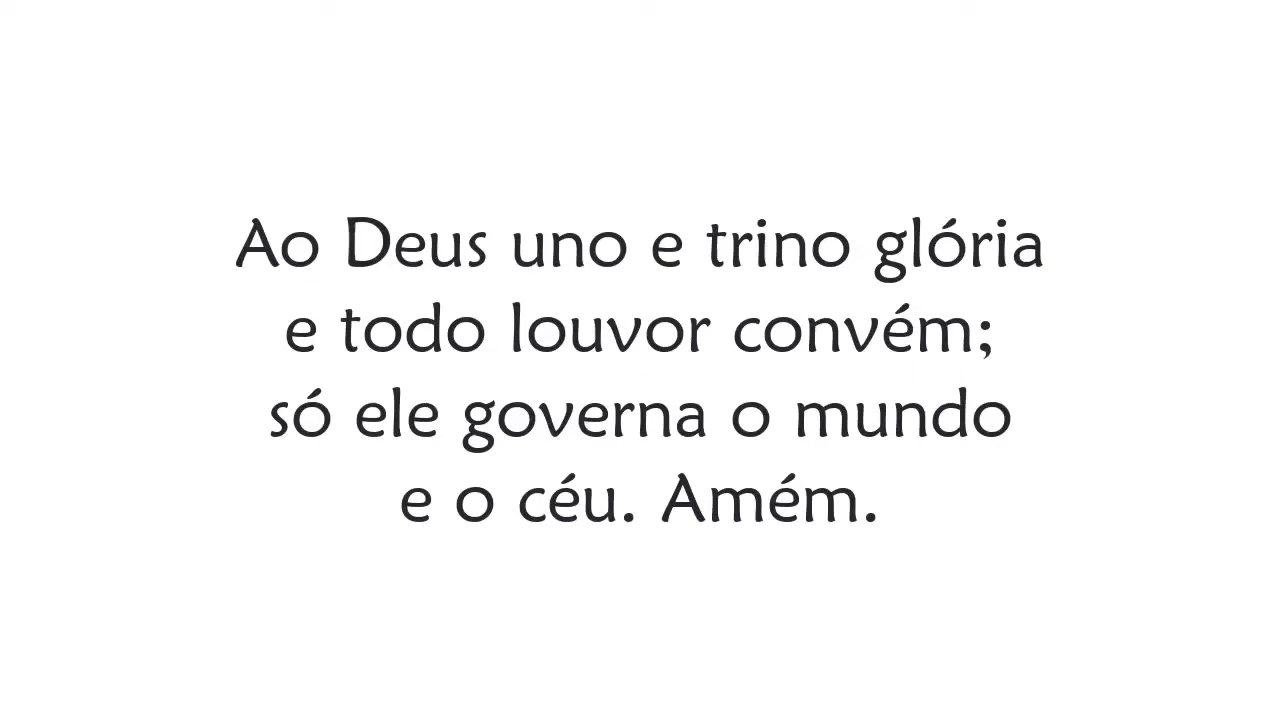 Ao Deus uno e trino glória
e todo louvor convém;
só ele governa o mundo
e o céu. Amém.